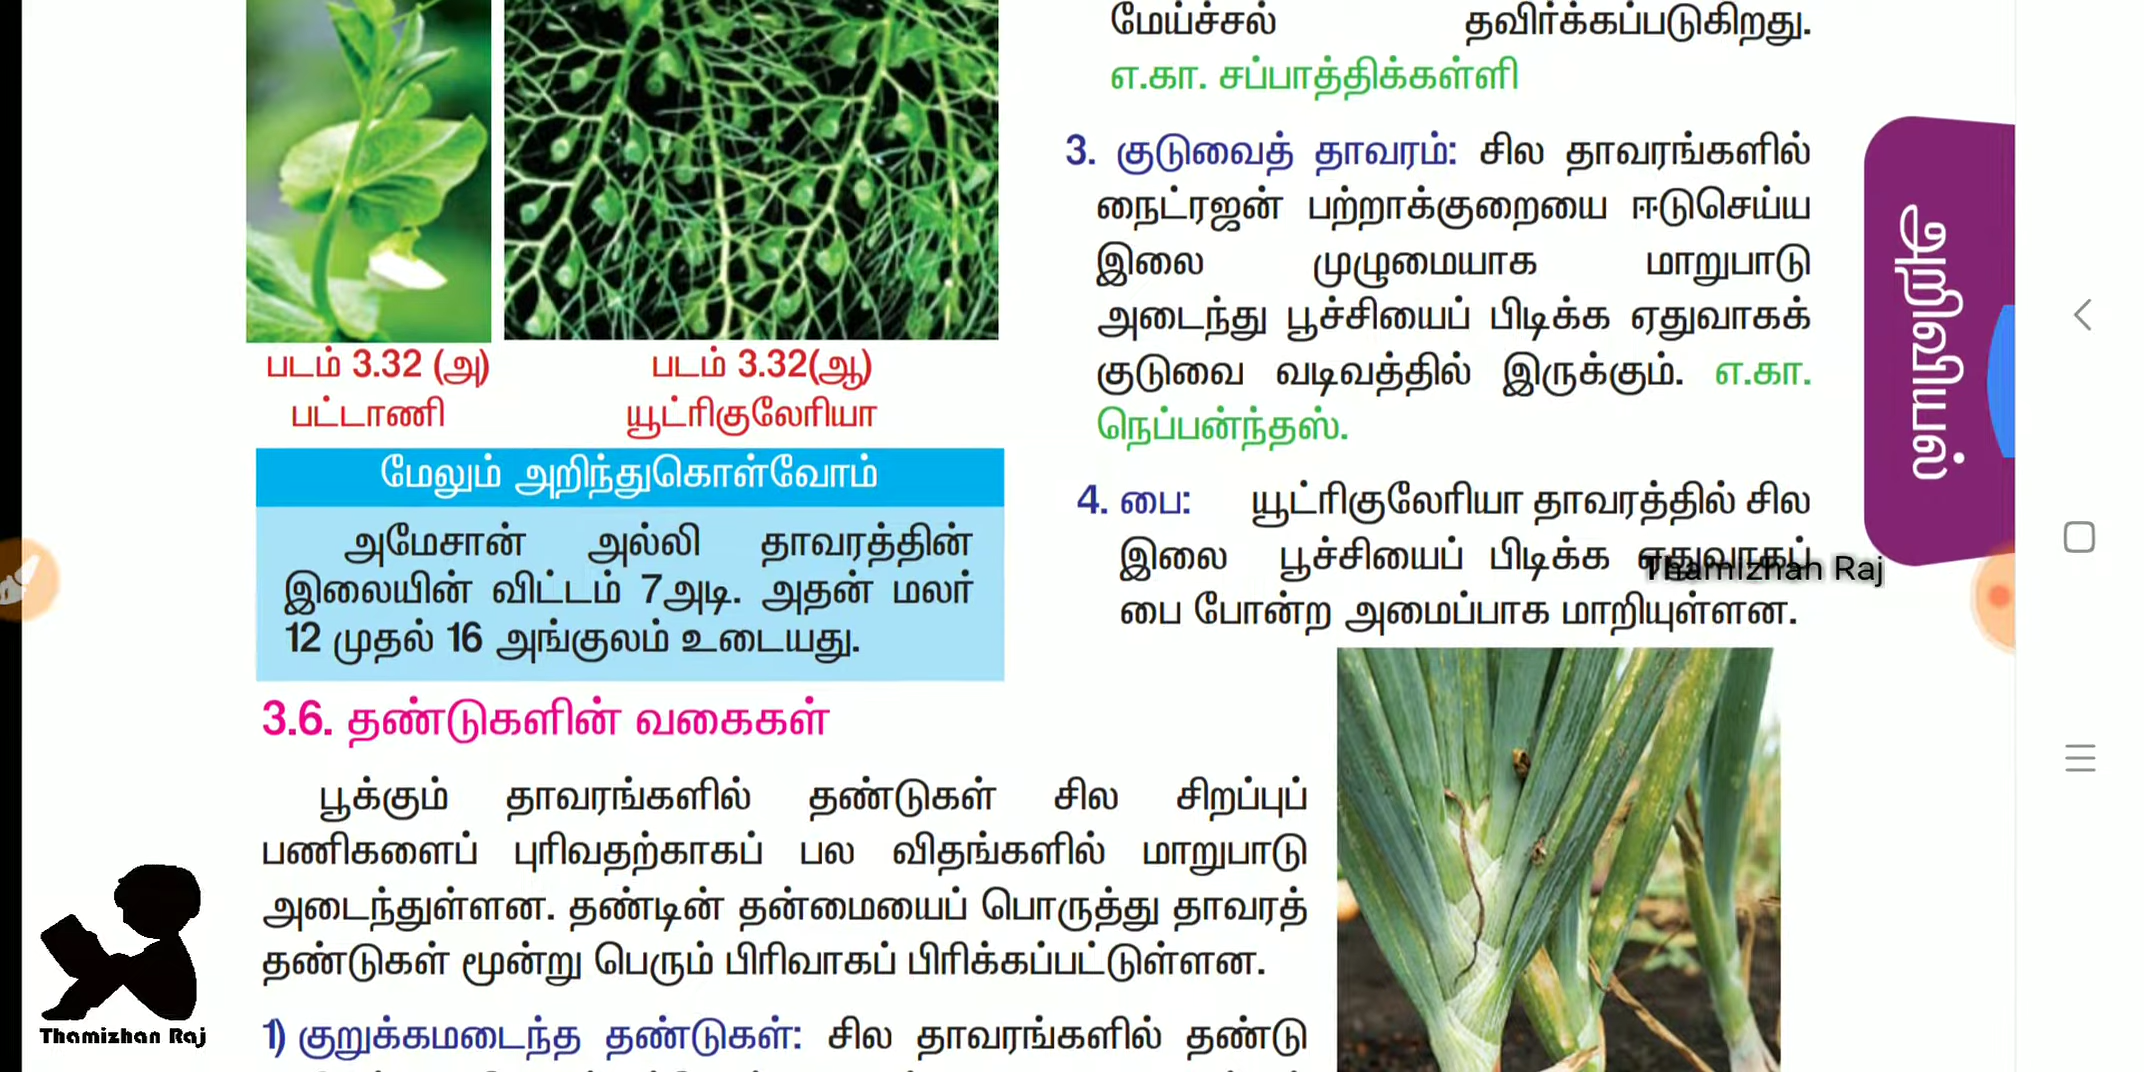 படம் 3.32 (அ)
பட்டாணி
படம் 3.32(ஆ)
யூட்ரிகுலேரியா
மேலும் அறிந்துகொள்வோம்
அமேசான் அல்லி தாவரத்தின்
இலையின் விட்டம் 7அடி. அதன் மலர்
12 முதல் 16 அங்குலம் உடையது.
3.6. தண்டுகளின் வகைகள்
பூக்கும் தாவரங்களில் தண்டுகள் சில சிறப்புப்
பணிகளைப் புரிவதற்காகப் பல விதங்களில் மாறுபாடு
அடைந்துள்ளன. தண்டின் தன்மையைப் பொருத்து தாவரத்
தண்டுகள் மூன்று பெரும் பிரிவாகப் பிரிக்கப்பட்டுள்ளன.
1) குறுக்கமடைந்த தண்டுகள்: சில தாவரங்களில் தண்டு
மேய்ச்சல் தவிர்க்கப்படுகிறது.
எ.கா. சப்பாத்திக்கள்ளி
3. குடுவைத் தாவரம்: சில தாவரங்களில்
நைட்ரஜன் பற்றாக்குறையை ஈடுசெய்ய
இலை முழுமையாக மாறுபாடு
அடைந்து பூச்சியைப் பிடிக்க ஏதுவாகக்
குடுவை வடிவத்தில் இருக்கும். எ.கா.
நெப்பன்ந்தஸ்.
4. பை: யூட்ரிகுலேரியா தாவரத்தில் சில
இலை பூச்சியைப் பிடிக்க ஏதுவாகப்
பை போன்ற அமைப்பாக மாறியுள்ளன.
Thamizhan Raj
அறிவியல்
Thamizhan Raj